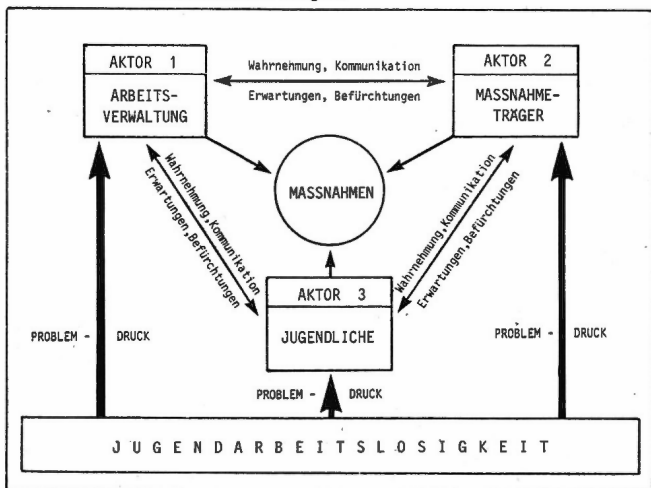 AKTOR 1
ARBEITS-
VERWALTUNG
Wahrnehmung, Kommunikation
Erwartungen, Befürchtungen
AKTOR 2
MASSNAHME-
TRÄGER
MASSNAHMEN
Wahrnehmung,Kommunikation
Erwartungen,Befürchtungen
Wahrnehmung,Kommunikation
Erwartungen,Befürchtungen
AKTOR 3
JUGENDLICHE
PROBLEM - DRUCK
PROBLEM - DRUCK
PROBLEM - DRUCK
JUGENDARBEITSLOSIGKEIT